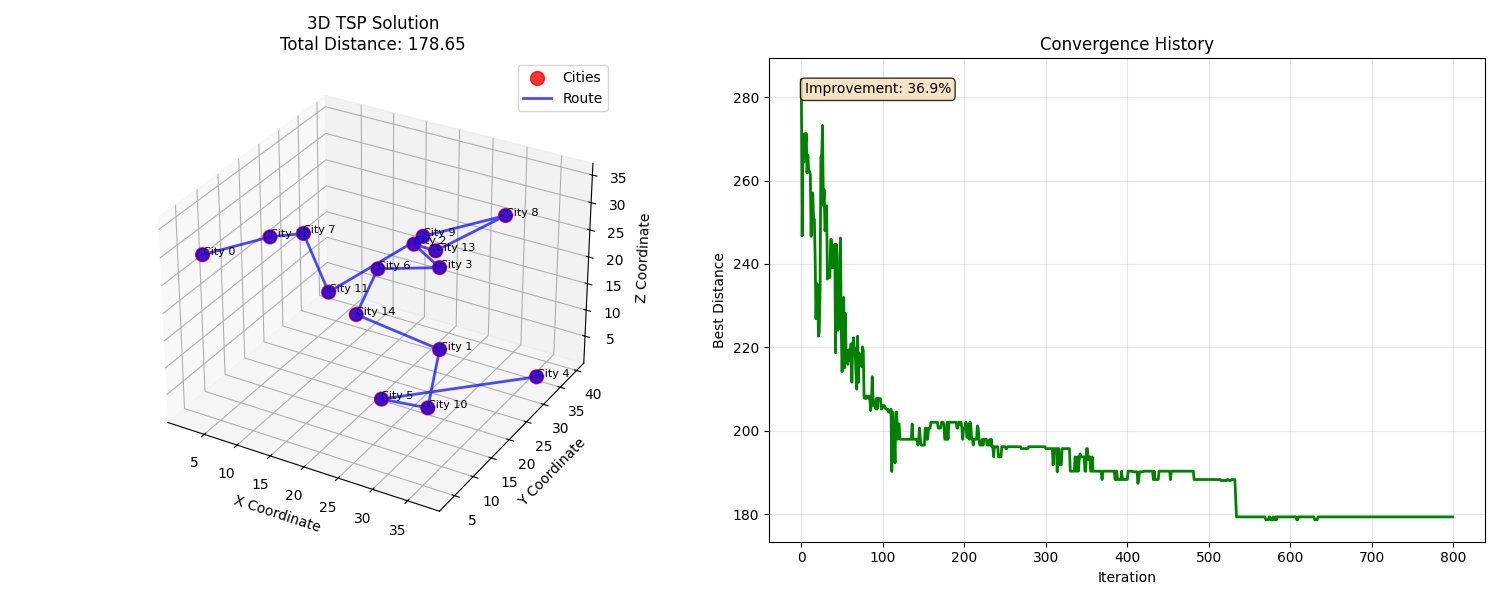 3D TSP Solution
Total Distance: 178.65
Cities
Route
City 0
City 7
City 11
City 14
City 6
City 9
City 13
City 3
City 8
City 1
City 4
City 5
City 10
5
10
15
20
25
30
35
X Coordinate
5
10
15
20
25
30
35
40
Y Coordinate
5
10
15
20
25
30
35
Z Coordinate
Convergence History
Improvement: 36.9%
280
260
240
220
200
180
Best Distance
0
100
200
300
400
500
600
700
800
Iteration